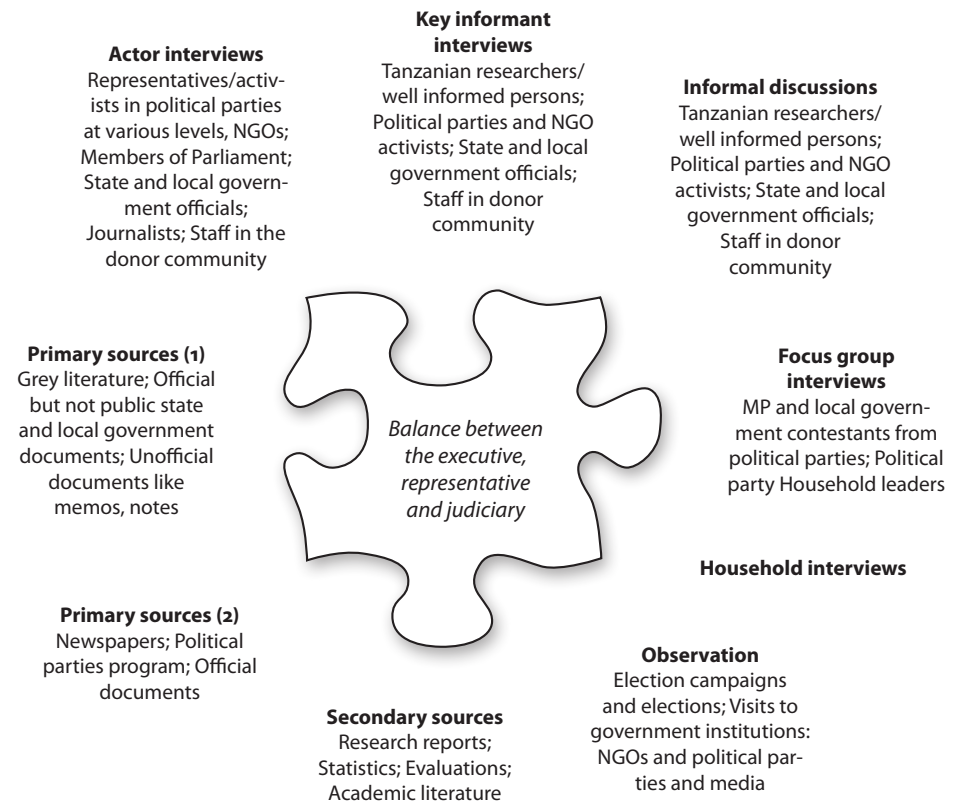 Key informant
interviews
Tanzanian researchers/
well informed persons;
Political parties and NGO
activists; State and local
government officials;
Staff in donor
community
Actor interviews
Representatives/activ-
ists in political parties
at various levels, NGOs;
Members of Parliament;
State and local govern-
ment officials;
Journalists; Staff in the
donor community
Informal discussions
Tanzanian researchers/
well informed persons;
Political parties and NGO
activists; State and local
government officials;
Staff in donor
community
Primary sources (1)
Grey literature; Official
but not public state
and local government
documents; Unofficial
documents like
memos, notes
Balance between
the executive,
representative
and judiciary
Focus group
interviews
MP and local govern-
ment contestants from
political parties; Political
party Household leaders
Household interviews
Primary sources (2)
Newspapers; Political
parties program; Official
documents
Observation
Election campaigns
and elections; Visits to
government institutions:
NGOs and political par-
ties and media
Secondary sources
Research reports;
Statistics; Evaluations;
Academic literature